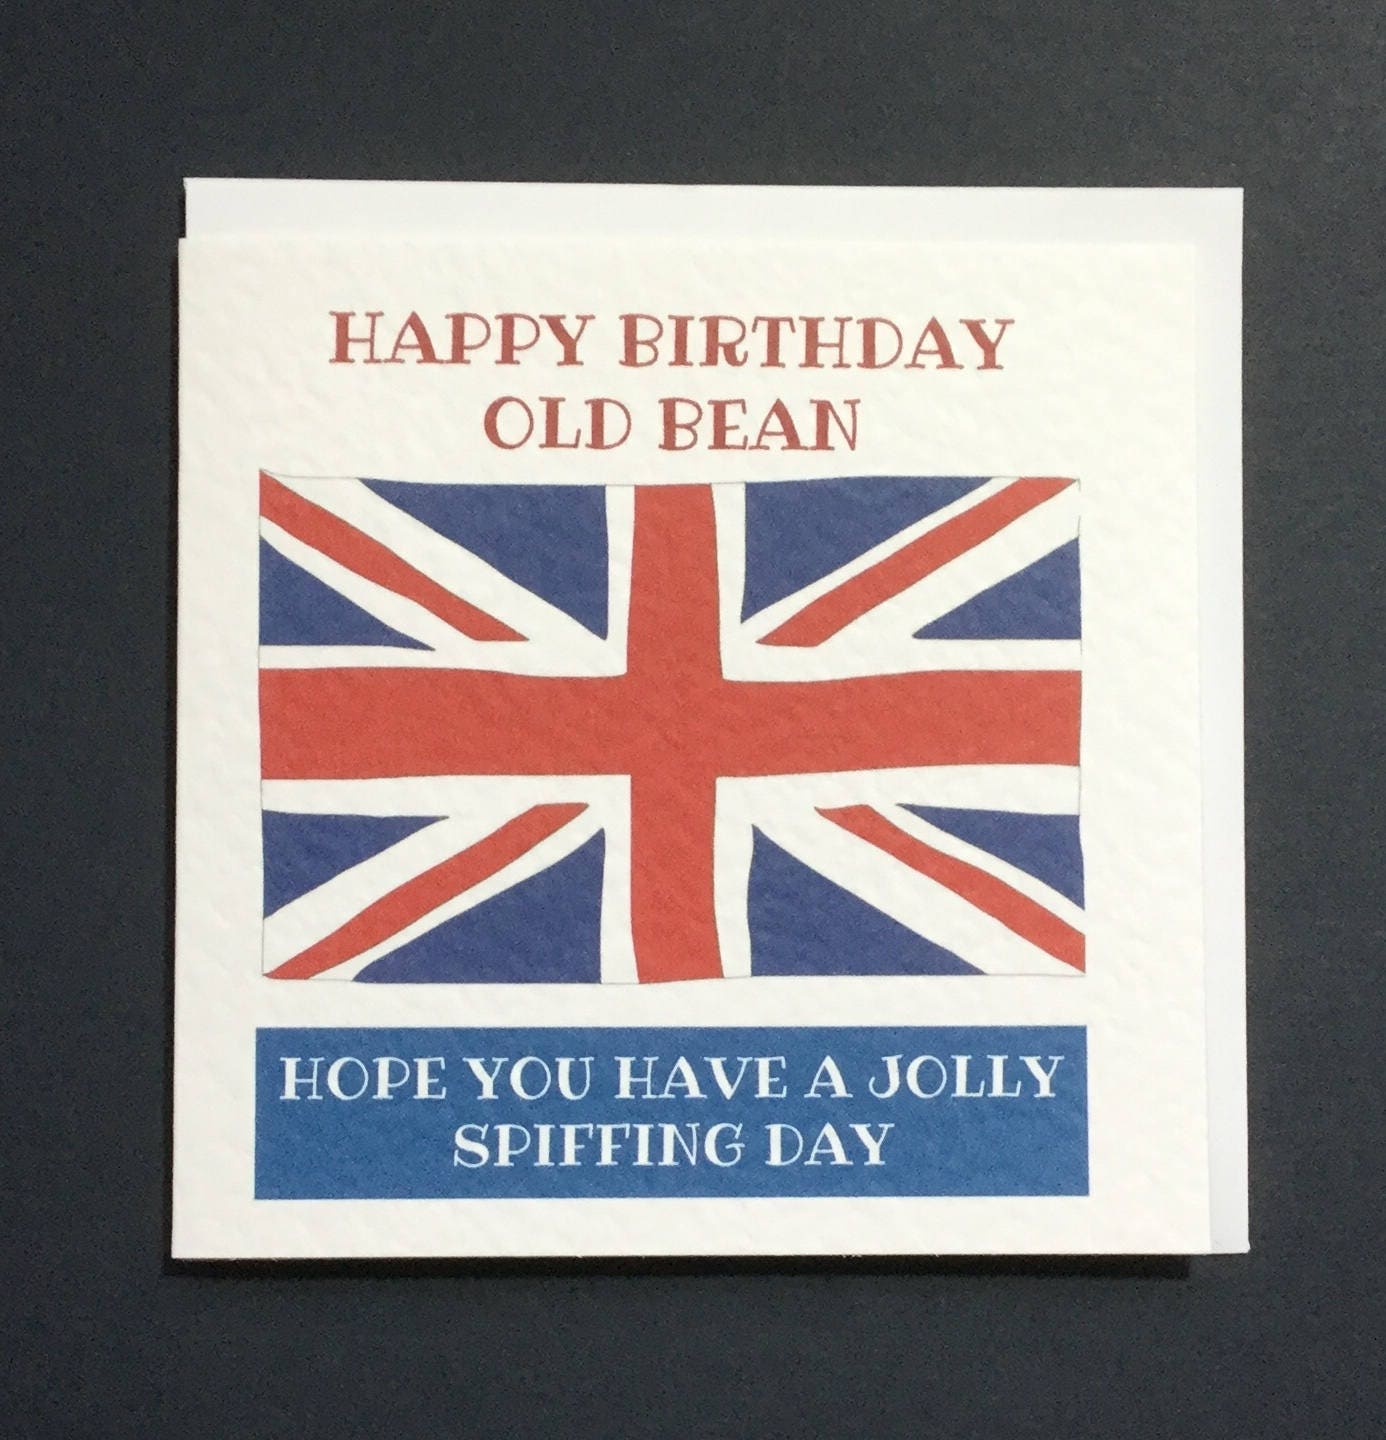 HAPPY BIRTHDAY
OLD BEAN
HOPE YOU HAVE A JOLLY
SPIFFING DAY